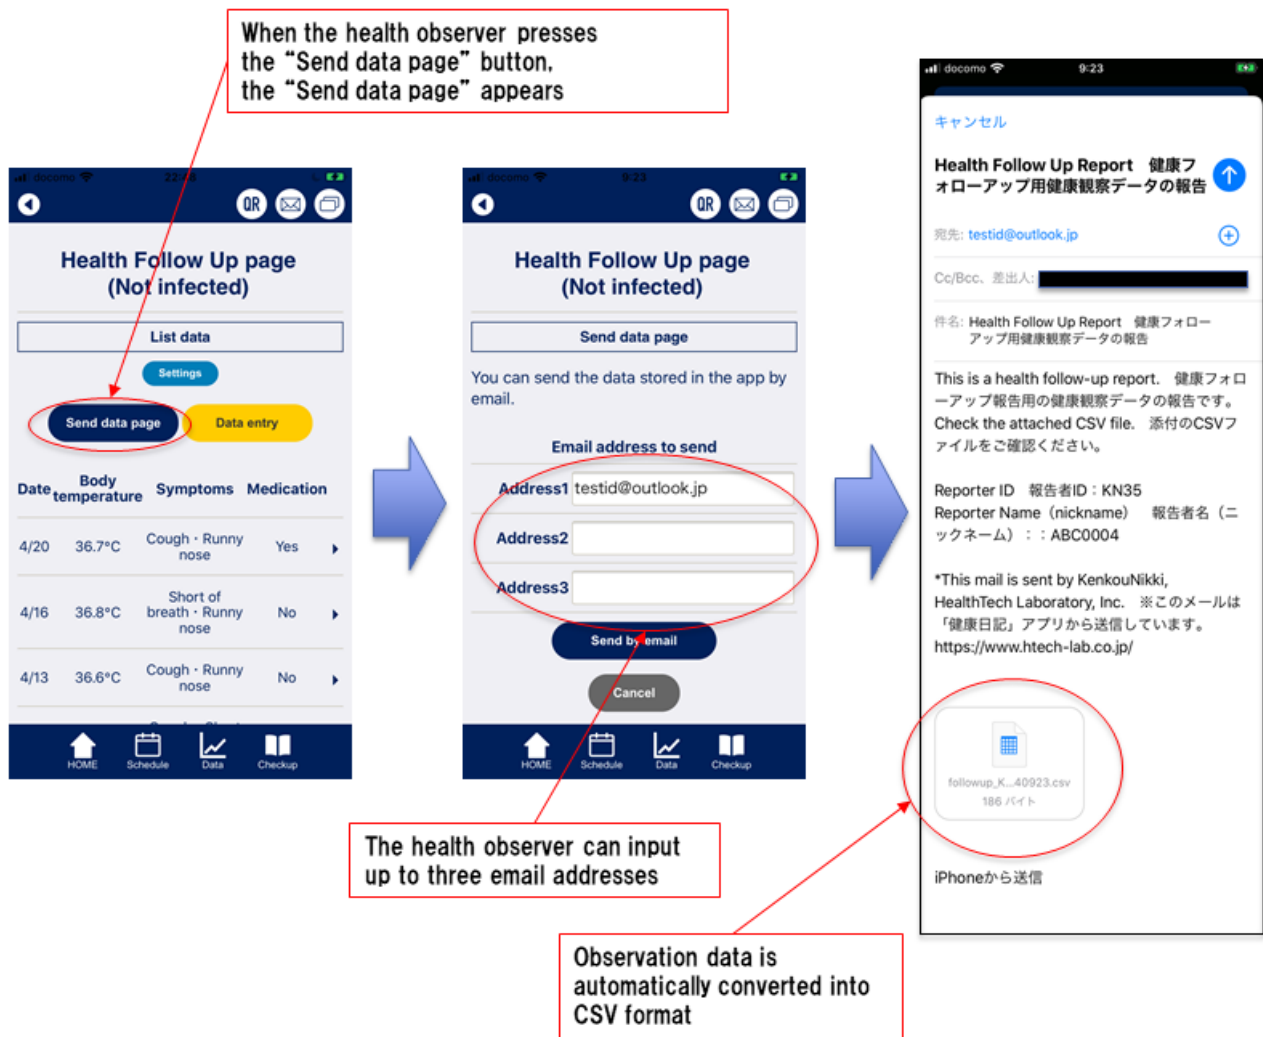 When the health observer presses
the “Send data page” button,
the “Send data page” appears
docomo
22:48
QR
Health Follow Up page
(Not infected)
List data
Settings
Send data page
Data entry
Date
Body
temperature
Symptoms
Medication
4/20
36.7°C
Cough・Runny
nose
Yes
4/16
36.8°C
Short of
breath・Runny
nose
No
4/13
36.6°C
Cough・Runny
nose
No
HOME
Schedule
Data
Checkup
docomo
9:23
QR
Health Follow Up page
(Not infected)
Send data page
You can send the data stored in the app by
email.
Email address to send
Address1 testid@outlook.jp
Address2
Address3
Send by email
Cancel
HOME
Schedule
Data
Checkup
The health observer can input
up to three email addresses
docomo
9:23
キャンセル
Health Follow Up Report　健康フ
ォローアップ用健康観察データの報告
宛先: testid@outlook.jp
Cc/Bcc、差出人:
件名: Health Follow Up Report　健康フォロー
アップ用健康観察データの報告
This is a health follow-up report.　健康フォロ
ーアップ報告用の健康観察データの報告です。
Check the attached CSV file.　添付のCSVフ
ァイルをご確認ください。
Reporter ID　報告者ID：KN35
Reporter Name（nickname）　報告者名（ニ
ックネーム）：：ABC0004
*This mail is sent by KenkouNikki,
HealthTech Laboratory, Inc.　※このメールは
「健康日記」アプリから送信しています。
https://www.htech-lab.co.jp/
followup_K...40923.csv
186 バイト
iPhoneから送信
Observation data is
automatically converted into
CSV format